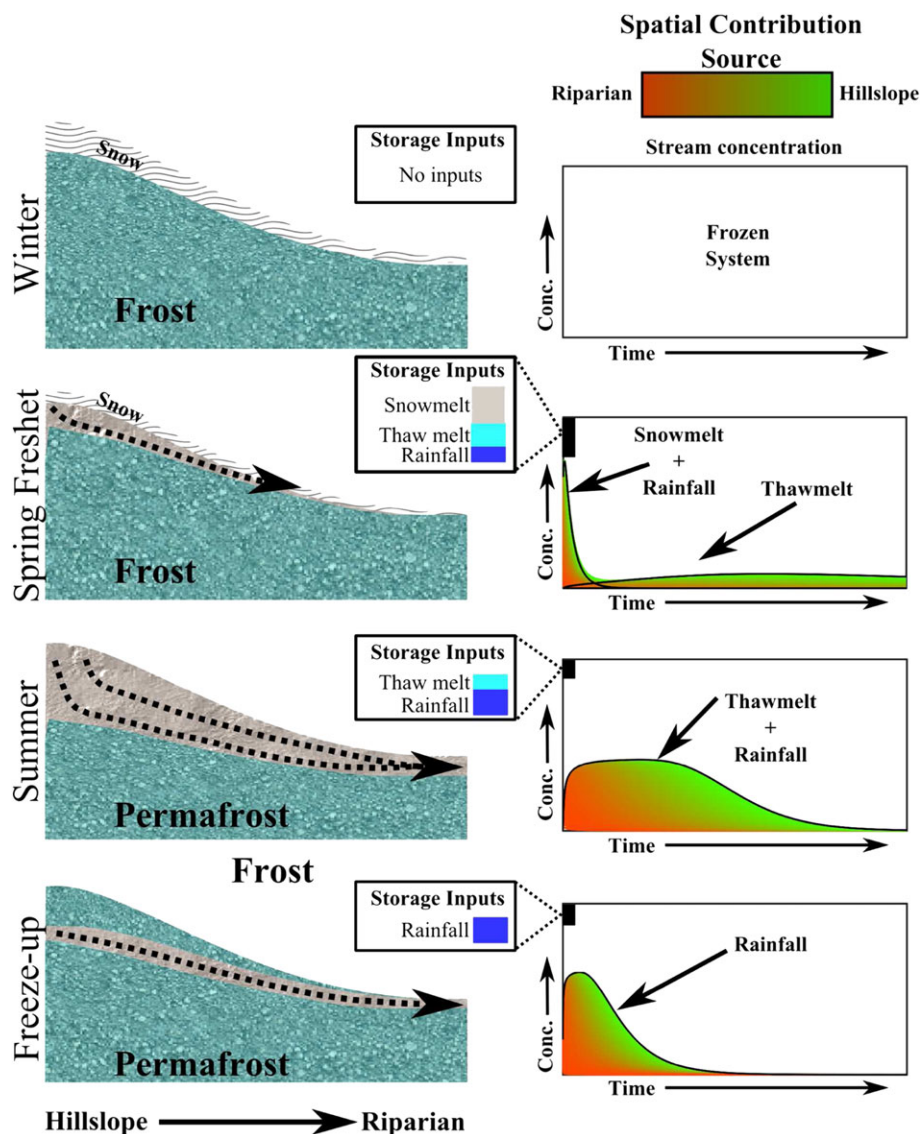 Spatial Contribution
Source
Riparian
Hillslope
Stream concentration
Winter
Snow
Frost
Storage Inputs
No inputs
Conc.
Frozen
System
Time
Spring Freshet
Snow
Frost
Storage Inputs
Snowmelt
Thaw melt
Rainfall
Conc.
Snowmelt
+
Rainfall
Thawmelt
Time
Summer
Permafrost
Storage Inputs
Thaw melt
Rainfall
Conc.
Thawmelt
+
Rainfall
Time
Freeze-up
Frost
Permafrost
Storage Inputs
Rainfall
Conc.
Rainfall
Time
Hillslope
Riparian